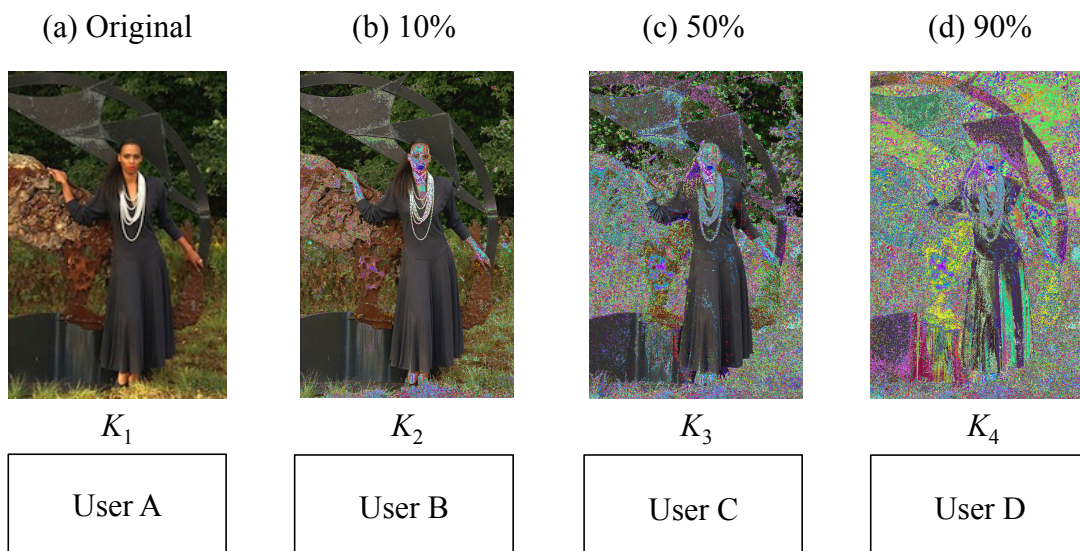 (a) Original (b) 10% (c) 50% (d) 90%
K1 K2 K3 K4
User A User B User C User D